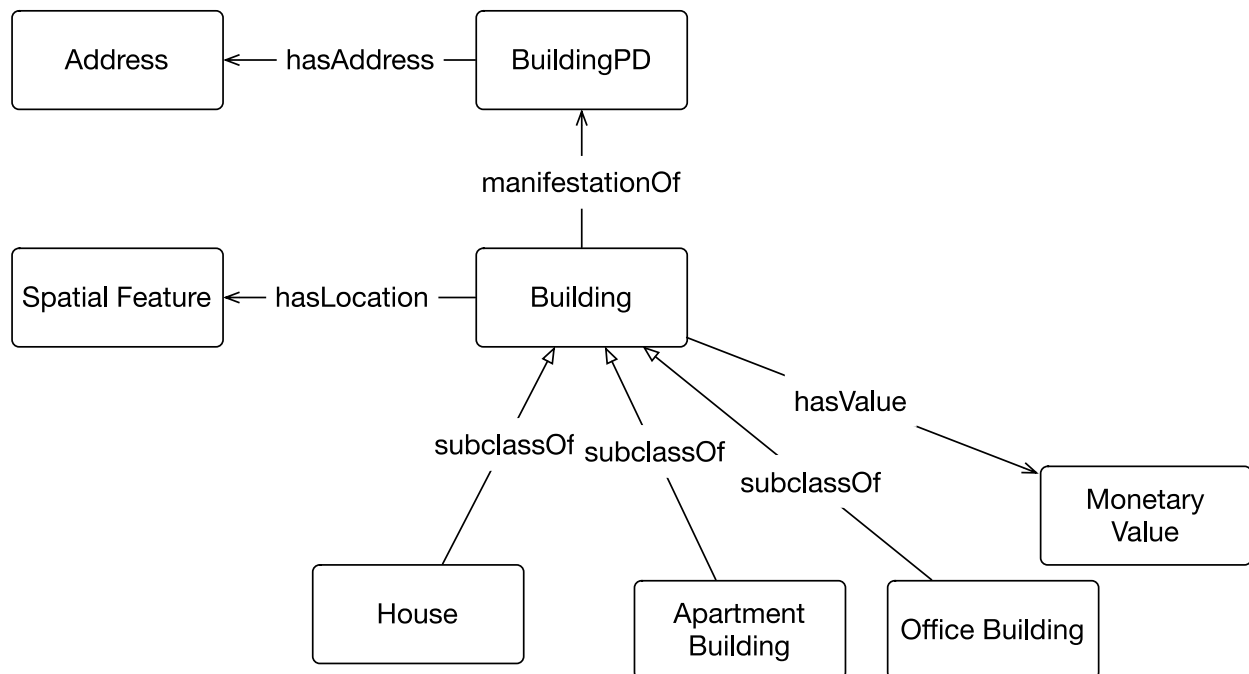 Address
hasAddress
BuildingPD
manifestationOf
Spatial Feature
hasLocation
Building
hasValue
subclassOf
subclassOf
subclassOf
Monetary
Value
House
Apartment
Building
Office Building